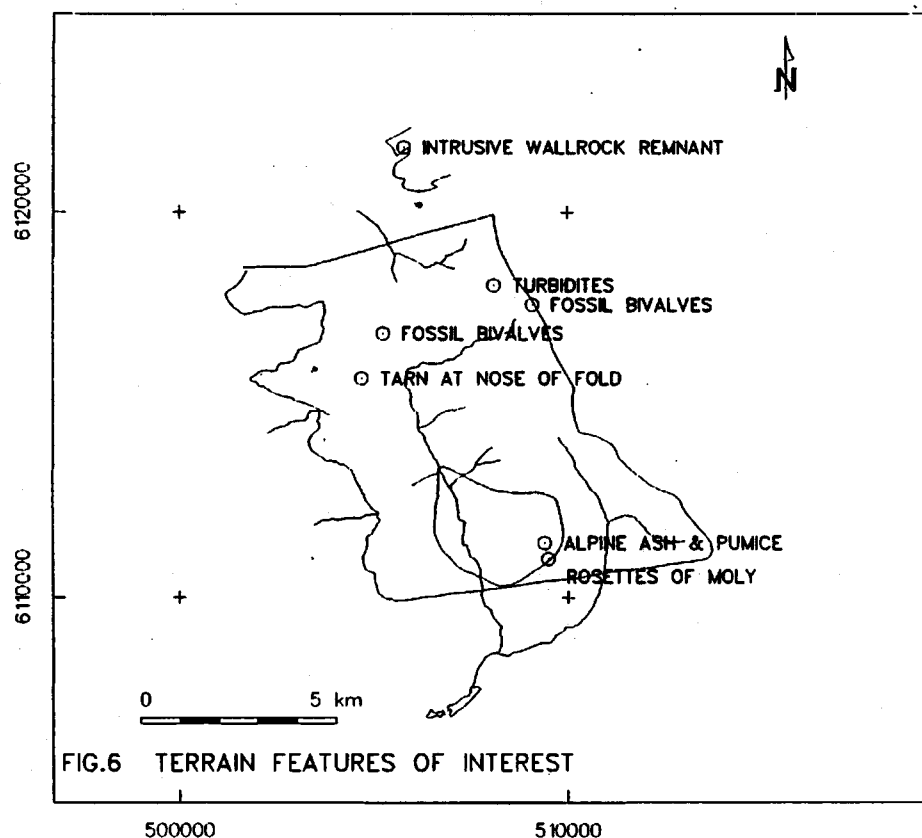 N
INTRUSIVE WALLROCK REMNANT
6120000
TURBIDITES
FOSSIL BIVALVES
FOSSIL BIVALVES
TARN AT NOSE OF FOLD
ALPINE ASH & PUMICE
ROSETTES OF MOLY
6110000
0 5 km
FIG.6 TERRAIN FEATURES OF INTEREST
500000 510000